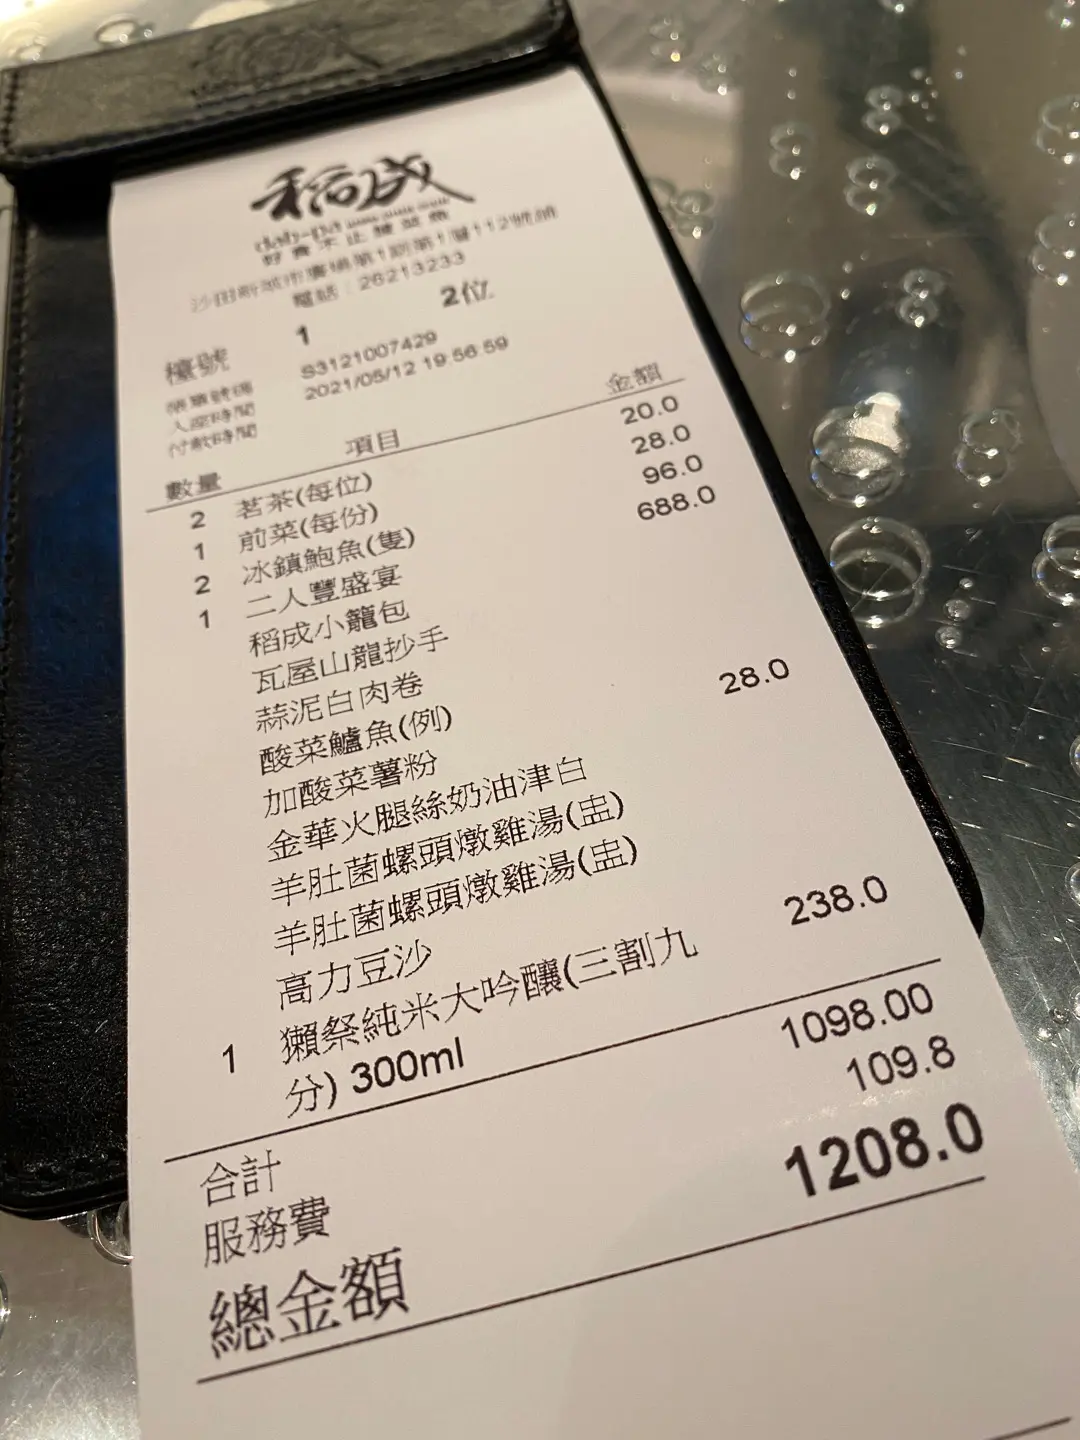 稻成
dab-pa
好食不止雙並魚
沙田新城市廣場第1期第1層112號舖
電話：26213233
檯號 1 2位
帳單號碼 S3121007429
入座時間 2021/05/12 19:56:59
付款時間
數量 項目 金額
2 茗茶(每位) 20.0
1 前菜(每份) 28.0
2 冰鎮鮑魚(隻) 96.0
1 二人豐盛宴 688.0
稻成小籠包
瓦屋山龍抄手
蒜泥白肉卷
酸菜鱸魚(例)
加酸菜薯粉 28.0
金華火腿絲奶油津白
羊肚菌螺頭燉雞湯(盅)
羊肚菌螺頭燉雞湯(盅)
高力豆沙
1 獺祭純米大吟釀(三割九 238.0
分) 300ml
合計 1098.00
服務費 109.8
總金額 1208.0